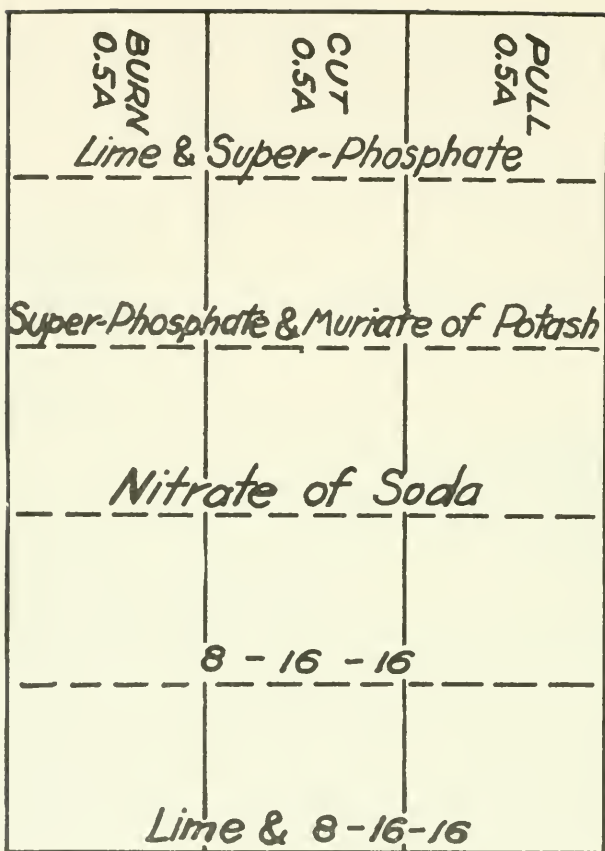 BURN
0.5A
CUT
0.5A
PULL
0.5A
Lime & Super-Phosphate
Super-Phosphate & Muriate of Potash
Nitrate of Soda
8-16-16
Lime & 8-16-16